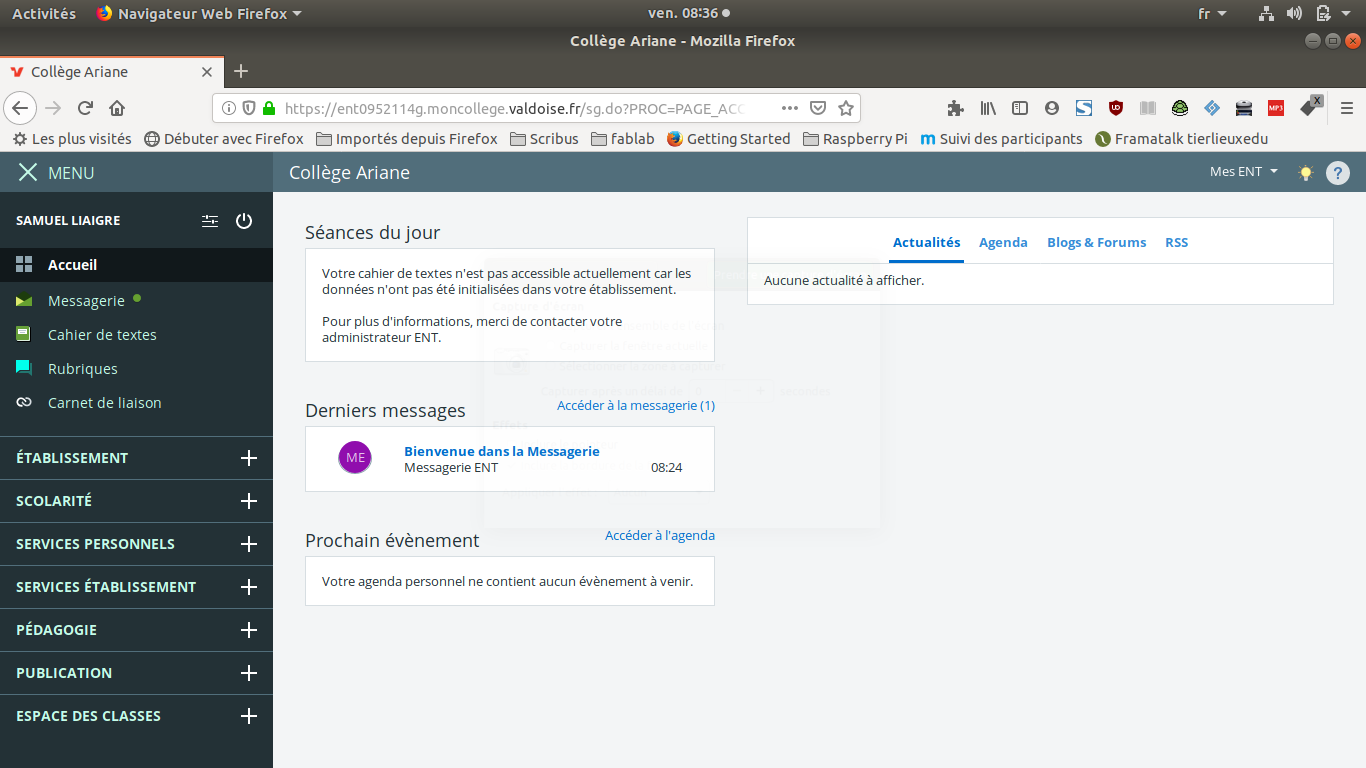 Activités
Navigateur Web Firefox
ven. 08:36
fr
Collège Ariane - Mozilla Firefox
Collège Ariane
https://ent0952114g.moncollege.valdoise.fr/sg.do?PROC=PAGE_ACC
Les plus visités
Débuter avec Firefox
Importés depuis Firefox
Scribus
fablab
Getting Started
Raspberry Pi
Suivi des participants
Framatalk tierlieuxedu
MENU
Collège Ariane
Mes ENT
?
SAMUEL LIAIGRE
Accueil
Messagerie
Cahier de textes
Rubriques
Carnet de liaison
ÉTABLISSEMENT
SCOLARITÉ
SERVICES PERSONNELS
SERVICES ÉTABLISSEMENT
PÉDAGOGIE
PUBLICATION
ESPACE DES CLASSES
Séances du jour
Votre cahier de textes n'est pas accessible actuellement car les
données n'ont pas été initialisées dans votre établissement.
Pour plus d'informations, merci de contacter votre
administrateur ENT.
Derniers messages
Accéder à la messagerie (1)
ME
Bienvenue dans la Messagerie
Messagerie ENT
08:24
Prochain évènement
Accéder à l'agenda
Votre agenda personnel ne contient aucun évènement à venir.
Actualités
Agenda
Blogs & Forums
RSS
Aucune actualité à afficher.